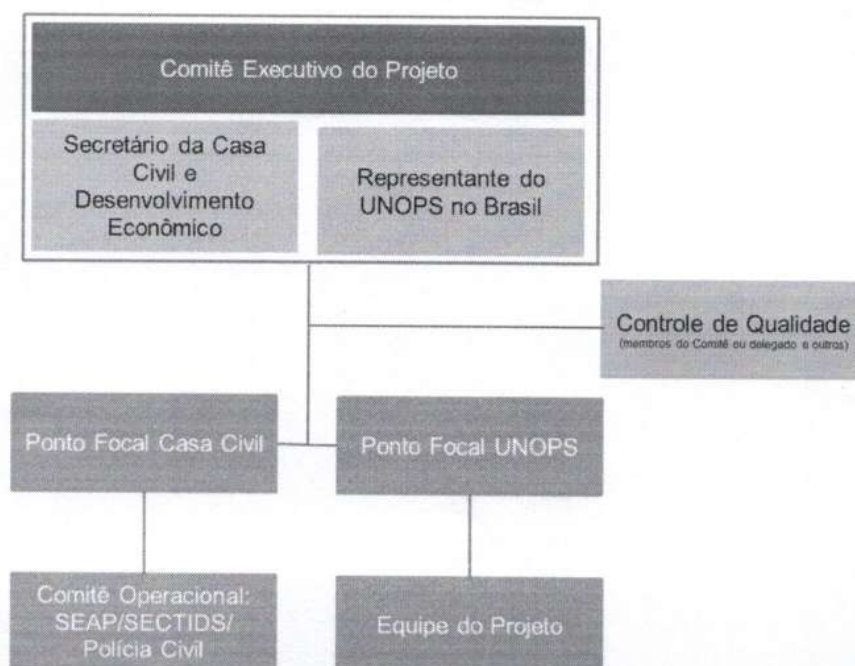 Comitê Executivo do Projeto
Secretário da Casa
Civil e
Desenvolvimento
Econômico
Representante do
UNOPS no Brasil
Controle de Qualidade
(membros do Comitê ou delegado e outros)
Ponto Focal Casa Civil
Ponto Focal UNOPS
Comitê Operacional:
SEAP/SECTIDS/
Polícia Civil
Equipe do Projeto